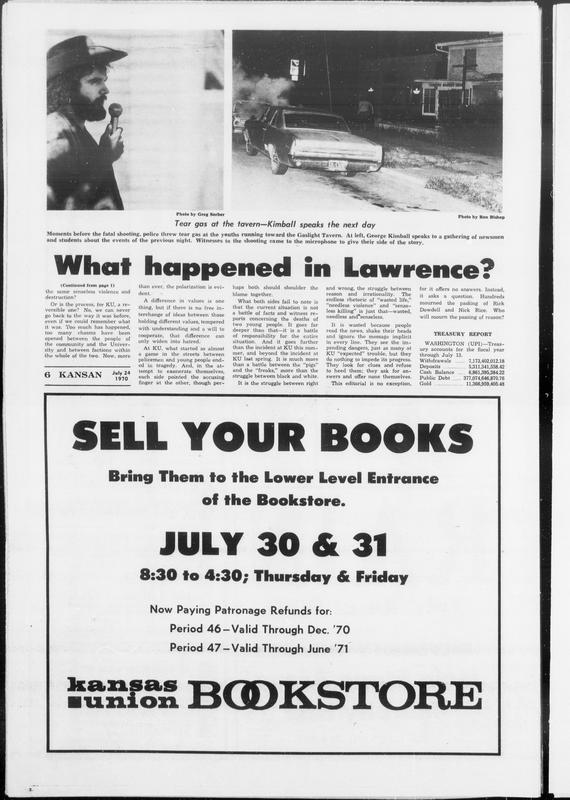 Photo by Greg Sorber
Photo by Ron Bishop
Tear gas at the tavern—Kimball speaks the next day
Moments before the fatal shooting, police threw tear gas at the youths running toward the Gaslight Tavern. At left, George Kimball speaks to a gathering of newsmen
and students about the events of the previous night. Witnesses to the shooting came to the microphone to give their side of the story.
What happened in Lawrence?
(Continued from page 1)
the same senseless violence and
destruction?
Or is the process, for KU, a re-
versible one? No, we can never
go back to the way it was before,
even if we could remember what
it was. Too much has happened,
too many chasms have been
opened between the people of
the community and the Univer-
sity and between factions within
the whole of the two. Now, more
6 KANSAN July 24
1970
than ever, the polarization is evi-
dent.
A difference in values is one
thing, but if there is no free in-
terchange of ideas between those
holding different values, tempered
with understanding and a will to
cooperate, that difference can
only widen into hatred.
At KU, what started as almost
a game in the streets between
policemen and young people end-
ed in tragedy. And, in the at-
tempt to exonerate themselves,
each side pointed the accusing
finger at the other, though per-
haps both should shoulder the
blame together.
What both sides fail to note is
that the current situation is not
a battle of facts and witness re-
ports concerning the deaths of
two young people. It goes far
deeper than that—it is a battle
of responsibility for the entire
situation. And it goes further
than the incident at KU this sum-
mer, and beyond the incident at
KU last spring. It is much more
than a battle between the "pigs"
and the "freaks," more than the
struggle between black and white.
It is the struggle between right
and wrong, the struggle between
reason and irrationality. The
endless rhetoric of "wasted life,"
"needless violence" and "sense-
less killing" is just that—wasted,
needless and senseless.
It is wasted because people
read the news, shake their heads
and ignore the message implicit
in every line. They see the im-
pending dangers, just as many at
KU "expected" trouble, but they
do nothing to impede its progress.
They look for clues and refuse
to heed them; they ask for an-
swers and offer none themselves.
This editorial is no exception,
for it offers no answers. Instead,
it asks a question. Hundreds
mourned the passing of Rick
Dowdell and Nick Rice. Who
will mourn the passing of reason?
TREASURY REPORT
WASHINGTON (UPI)—Treas-
ury accounts for the fiscal year
through July 13.
Withdrawals .... 7,173,402,012.18
Deposits .... 5,311,541,558.42
Cash Balance .... 4,861,395,384.22
Public Debt .... 377,074,646,870.76
Gold .... 11,366,939,405.48
SELL YOUR BOOKS
Bring Them to the Lower Level Entrance
of the Bookstore.
JULY 30 & 31
8:30 to 4:30; Thursday & Friday
Now Paying Patronage Refunds for:
Period 46—Valid Through Dec. '70
Period 47—Valid Through June '71
kansas
union BOOKSTORE